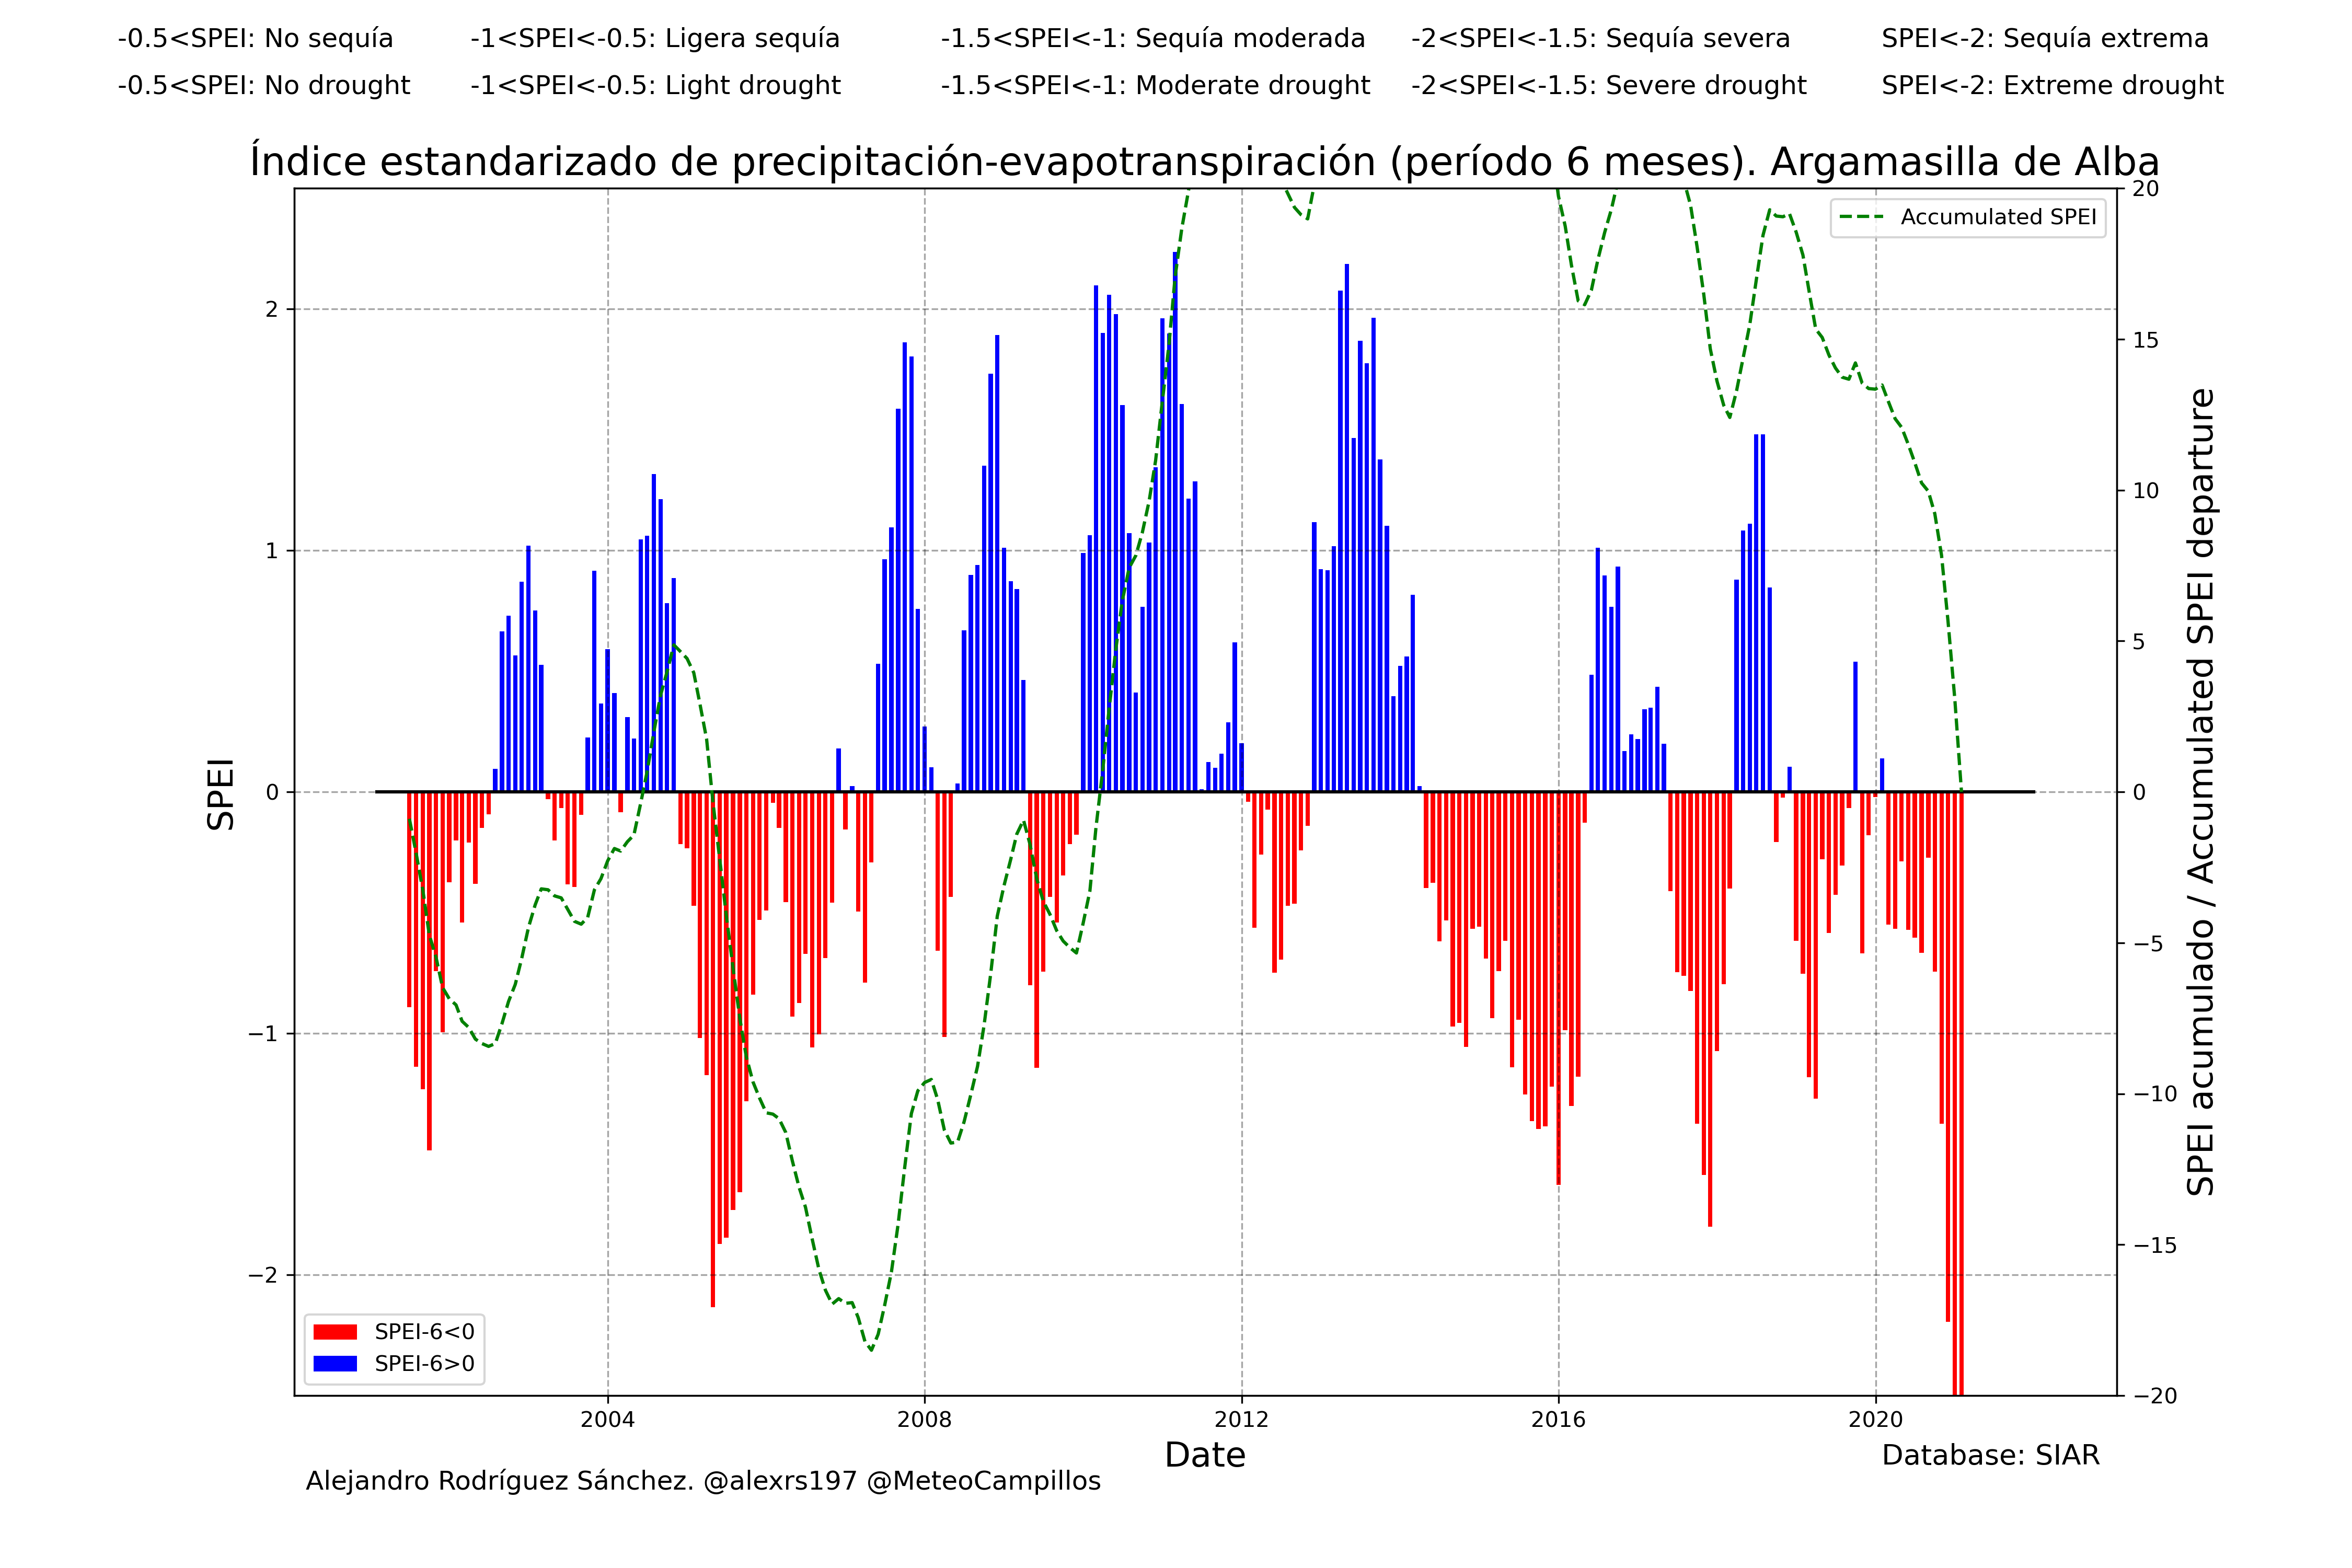 -0.5<SPEI: No sequía -1<SPEI<-0.5: Ligera sequía -1.5<SPEI<-1: Sequía moderada -2<SPEI<-1.5: Sequía severa SPEI<-2: Sequía extrema
-0.5<SPEI: No drought -1<SPEI<-0.5: Light drought -1.5<SPEI<-1: Moderate drought -2<SPEI<-1.5: Severe drought SPEI<-2: Extreme drought
Índice estandarizado de precipitación-evapotranspiración (período 6 meses). Argamasilla de Alba
Accumulated SPEI
SPEI
2
1
0
−1
−2
20
15
10
5
0
−5
−10
−15
−20
SPEI acumulado / Accumulated SPEI departure
SPEI-6<0
SPEI-6>0
2004 2008 2012 2016 2020
Date
Database: SIAR
Alejandro Rodríguez Sánchez. @alexrs197 @MeteoCampillos